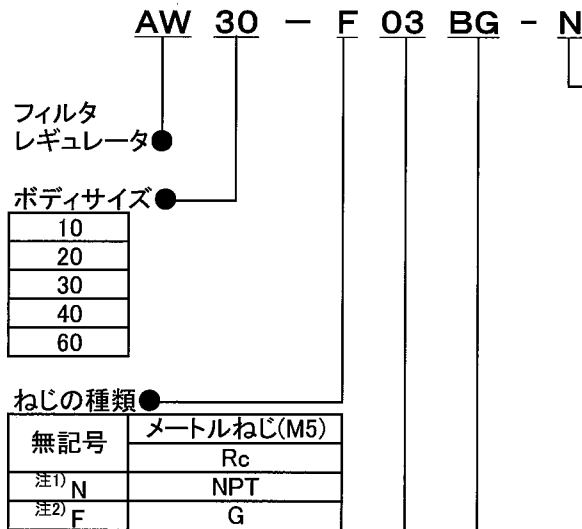 AW 30 - F 03 BG - N
フィルタ
レギュレータ●
ボディサイズ●
10
20
30
40
60
ねじの種類●
無記号 メートルねじ(M5)
Rc
注1) N NPT
注2) F G